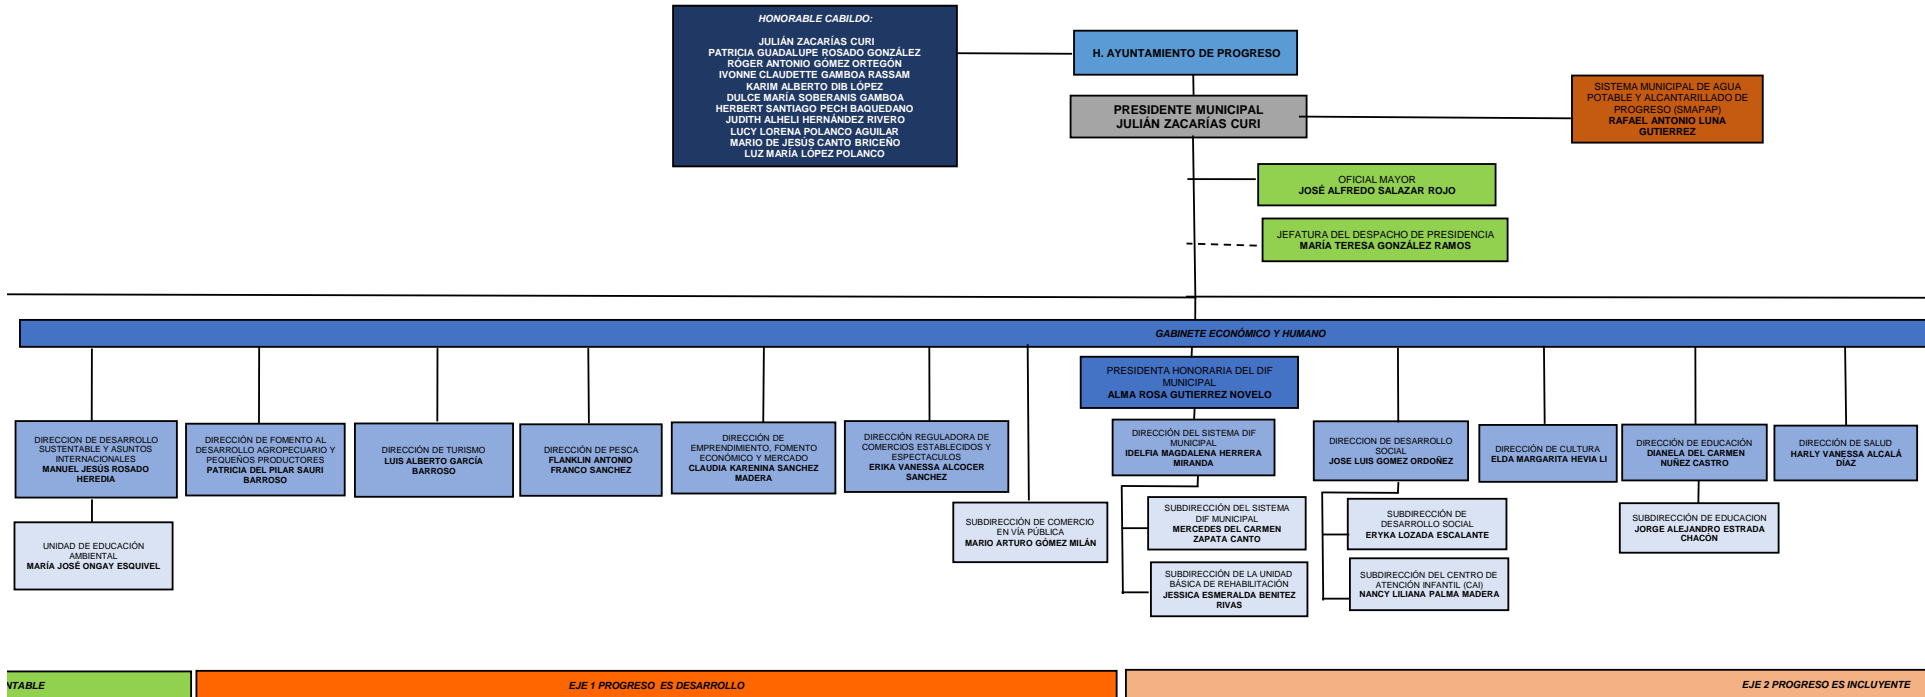 HONORABLE CABILDO:
JULIÁN ZACARÍAS CURI
PATRICIA GUADALUPE ROSADO GONZÁLEZ
RÓGER ANTONIO GÓMEZ ORTEGÓN
IVONNE CLAUDETTE GAMBOA RASSAM
KARIM ALBERTO DIB LÓPEZ
DULCE MARÍA SOBERANIS GAMBOA
HERBERT SANTIAGO PECH BAQUEDANO
JUDITH ALHELI HERNÁNDEZ RIVERO
LUCY LORENA POLANCO AGUILAR
MARIO DE JESÚS CANTO BRICEÑO
LUZ MARÍA LÓPEZ POLANCO
H. AYUNTAMIENTO DE PROGRESO
PRESIDENTE MUNICIPAL
JULIÁN ZACARÍAS CURI
SISTEMA MUNICIPAL DE AGUA
POTABLE Y ALCANTARILLADO DE
PROGRESO (SMAPAP)
RAFAEL ANTONIO LUNA
GUTIERREZ
OFICIAL MAYOR
JOSÉ ALFREDO SALAZAR ROJO
JEFATURA DEL DESPACHO DE PRESIDENCIA
MARÍA TERESA GONZÁLEZ RAMOS
GABINETE ECONÓMICO Y HUMANO
PRESIDENTA HONORARIA DEL DIF
MUNICIPAL
ALMA ROSA GUTIERREZ NOVELO
DIRECCION DE DESARROLLO
SUSTENTABLE Y ASUNTOS
INTERNACIONALES
MANUEL JESÚS ROSADO
HEREDIA
DIRECCIÓN DE FOMENTO AL
DESARROLLO AGROPECUARIO Y
PEQUEÑOS PRODUCTORES
PATRICIA DEL PILAR SAURI
BARROSO
DIRECCIÓN DE TURISMO
LUIS ALBERTO GARCÍA
BARROSO
DIRECCIÓN DE PESCA
FLANKLIN ANTONIO
FRANCO SANCHEZ
DIRECCIÓN DE
EMPRENDIMIENTO, FOMENTO
ECONÓMICO Y MERCADO
CLAUDIA KARENINA SANCHEZ
MADERA
DIRECCIÓN REGULADORA DE
COMERCIOS ESTABLECIDOS Y
ESPECTACULOS
ERIKA VANESSA ALCOCER
SANCHEZ
DIRECCIÓN DEL SISTEMA DIF
MUNICIPAL
IDELFIA MAGDALENA HERRERA
MIRANDA
DIRECCION DE DESARROLLO
SOCIAL
JOSE LUIS GOMEZ ORDOÑEZ
DIRECCIÓN DE CULTURA
ELDA MARGARITA HEVIA LI
DIRECCIÓN DE EDUCACIÓN
DIANELA DEL CARMEN
NUÑEZ CASTRO
DIRECCIÓN DE SALUD
HARLY VANESSA ALCALÁ
DÍAZ
UNIDAD DE EDUCACIÓN
AMBIENTAL
MARÍA JOSÉ ONGAY ESQUIVEL
SUBDIRECCIÓN DE COMERCIO
EN VÍA PÚBLICA
MARIO ARTURO GÓMEZ MILÁN
SUBDIRECCIÓN DEL SISTEMA
DIF MUNICIPAL
MERCEDES DEL CARMEN
ZAPATA CANTO
SUBDIRECCIÓN DE LA UNIDAD
BÁSICA DE REHABILITACIÓN
JESSICA ESMERALDA BENITEZ
RIVAS
SUBDIRECCIÓN DE
DESARROLLO SOCIAL
ERYKA LOZADA ESCALANTE
SUBDIRECCIÓN DEL CENTRO DE
ATENCIÓN INFANTIL (CAI)
NANCY LILIANA PALMA MADERA
SUBDIRECCIÓN DE EDUCACION
JORGE ALEJANDRO ESTRADA
CHACÓN
NTABLE
EJE 1 PROGRESO ES DESARROLLO
EJE 2 PROGRESO ES INCLUYENTE